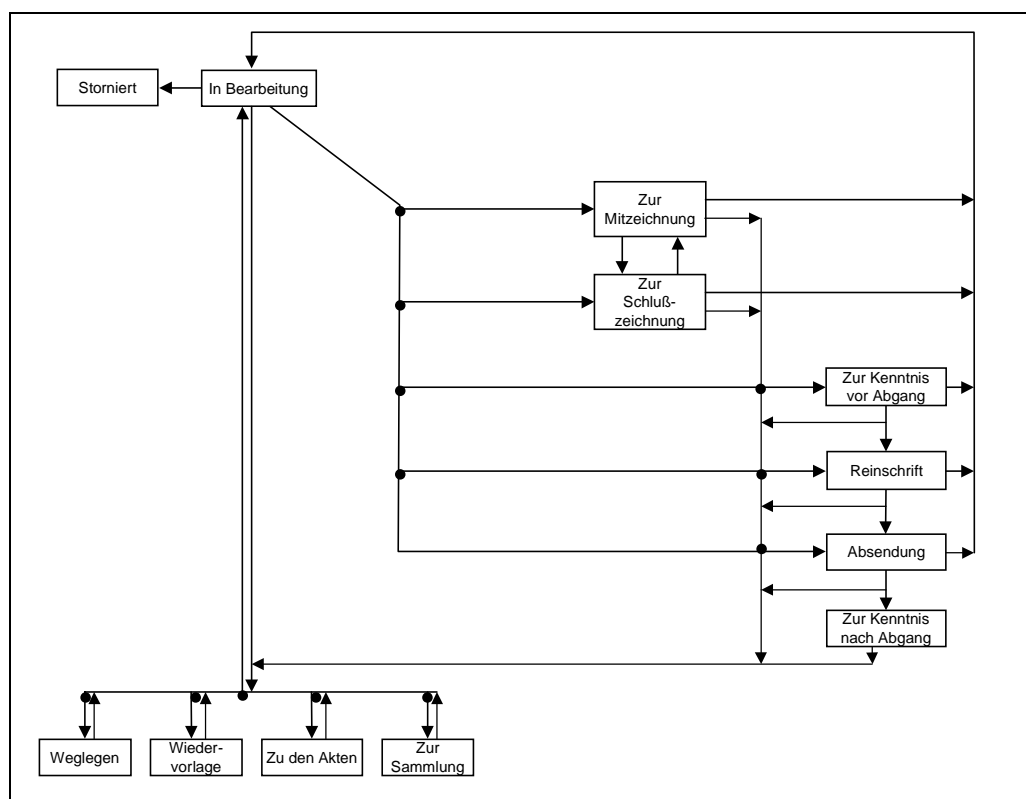 Storniert
In Bearbeitung
Zur
Mitzeichnung
Zur
Schluß-
zeichnung
Zur Kenntnis
vor Abgang
Reinschrift
Absendung
Zur Kenntnis
nach Abgang
Weglegen
Wieder-
vorlage
Zu den Akten
Zur
Sammlung